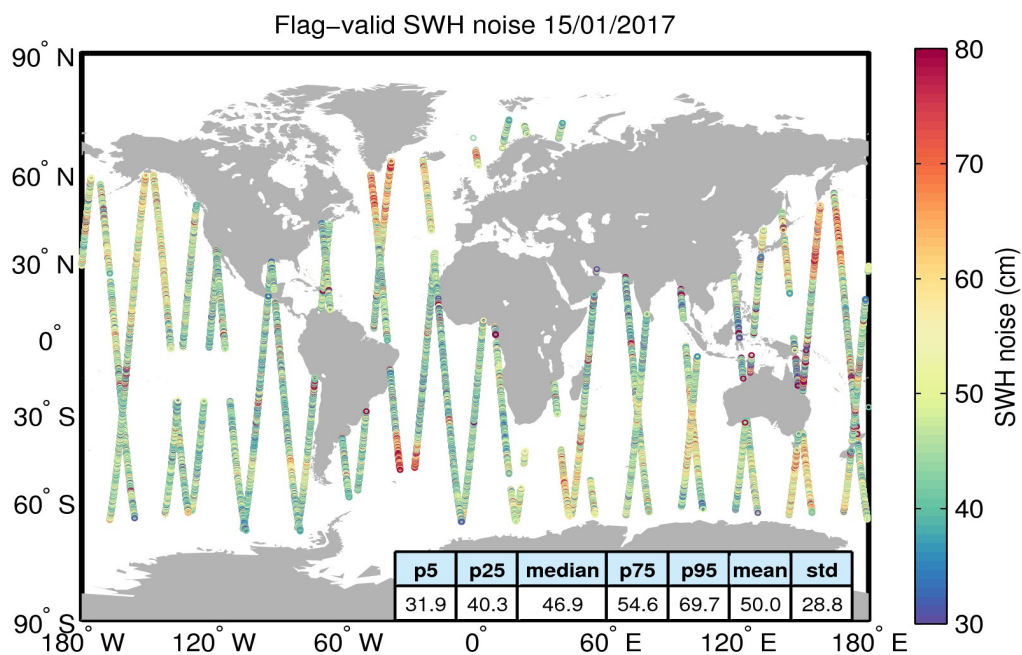 Flag−valid SWH noise 15/01/2017
90° N
60° N
30° N
0°
30° S
60° S
90° S
180° W
120° W
60° W
0°
60° E
120° E
180° E
p5 p25 median p75 p95 mean std
31.9 40.3 46.9 54.6 69.7 50.0 28.8
80
70
60
50
40
30
SWH noise (cm)